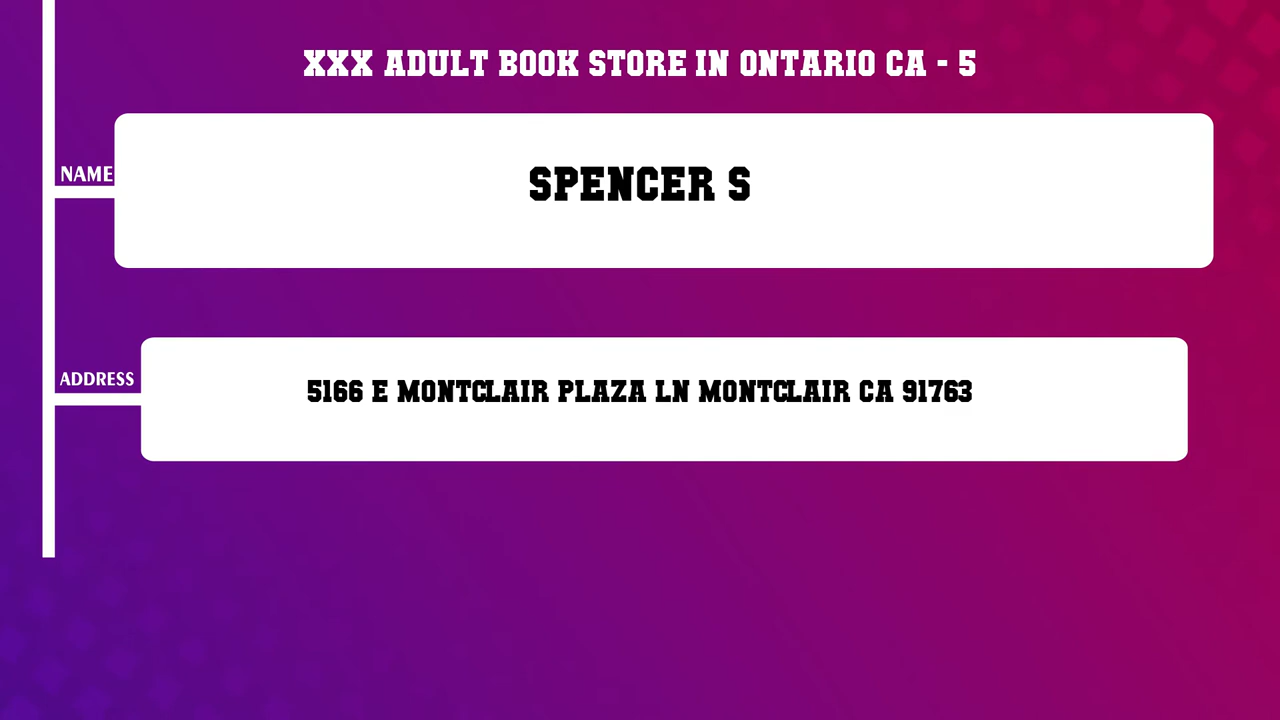 XXX ADULT BOOK STORE IN ONTARIO CA - 5
NAME
SPENCER S
ADDRESS
5166 E MONTCLAIR PLAZA LN MONTCLAIR CA 91763